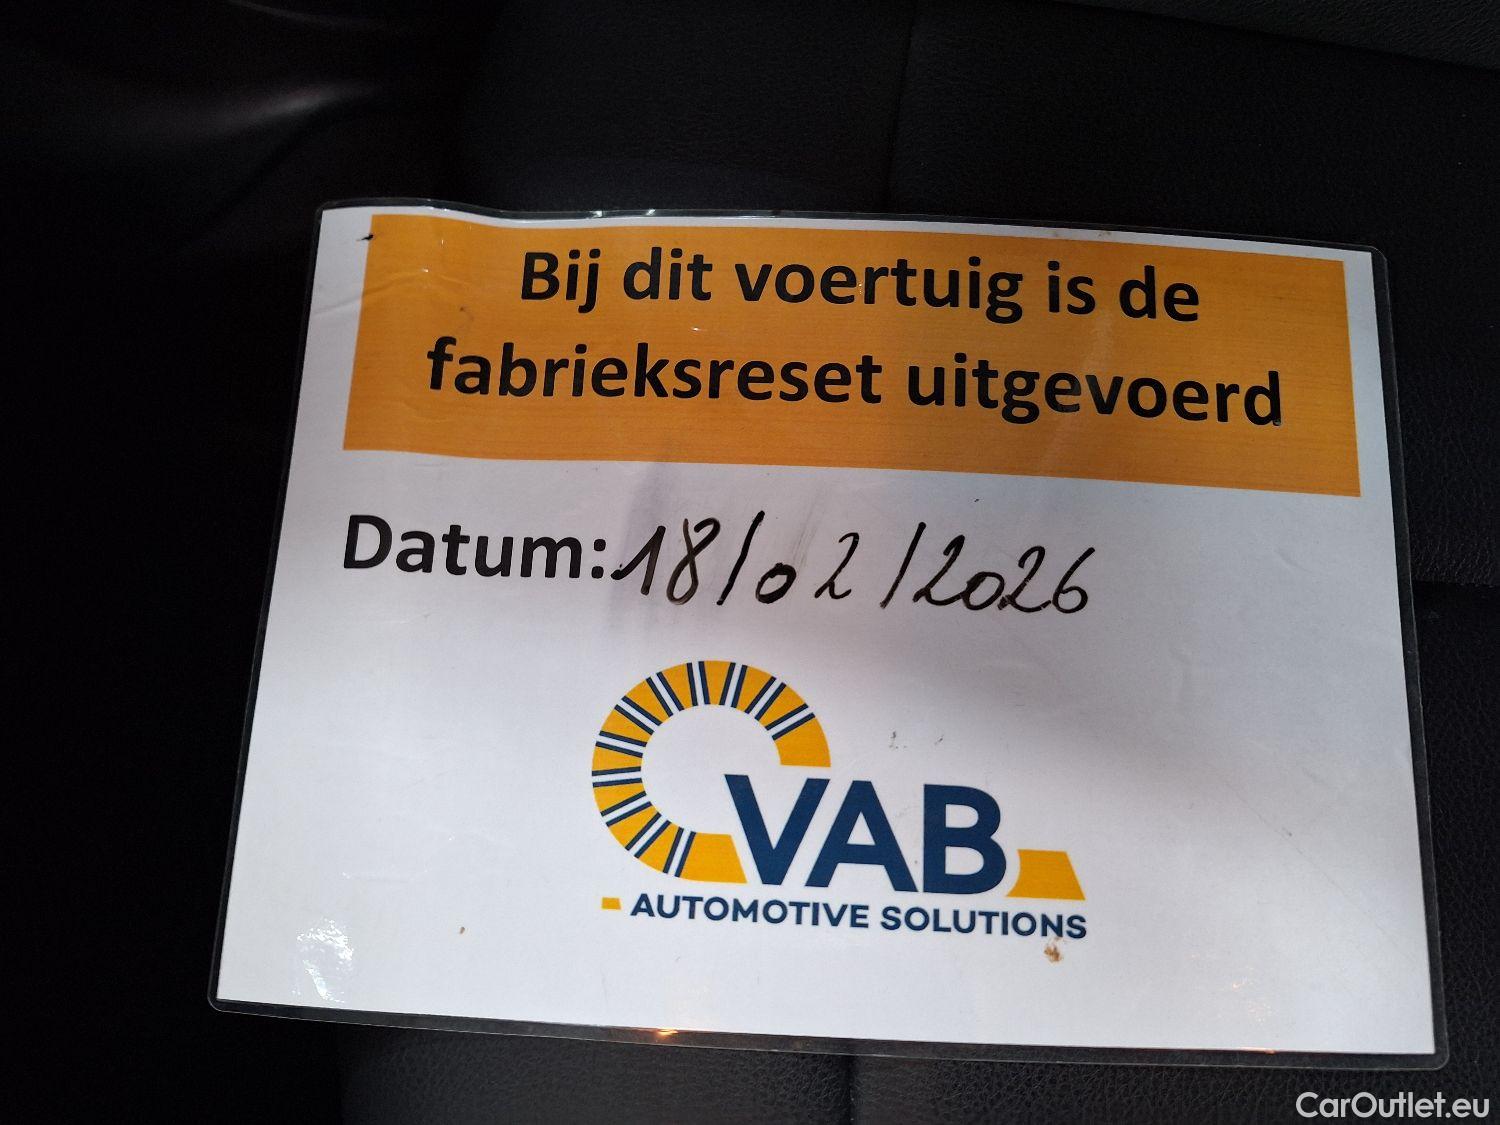 Bij dit voertuig is de
fabrieksreset uitgevoerd
Datum: 18/02/2026
VAB
AUTOMOTIVE SOLUTIONS
CarOutlet.eu